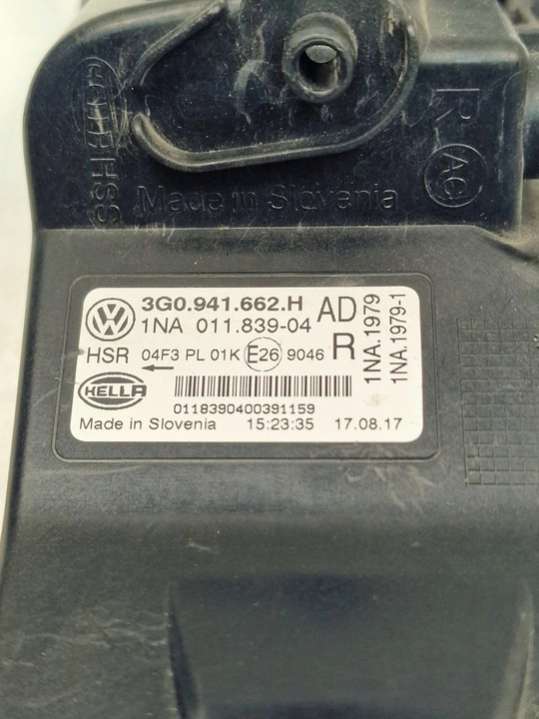 R
AC
Made in Slovenia
3G0.941.662.H AD
1NA 011.839-04
HSR 04F3 PL 01K E26 9046 R
1NA.1979
1NA.1979-1
HELLA
0118390400391159
Made in Slovenia 15:23:35 17.08.17